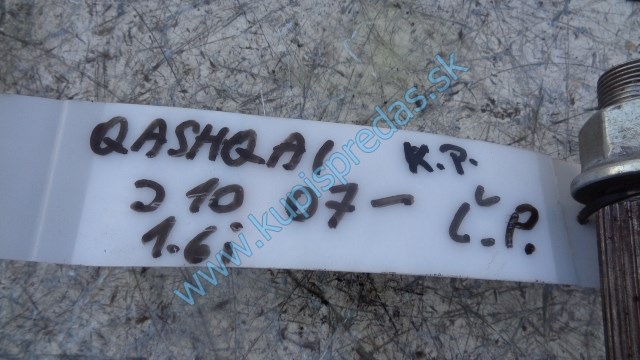 QASHQAI K.P.
J10 07- Ľ.P.
1.6i
www.kupispredas.sk